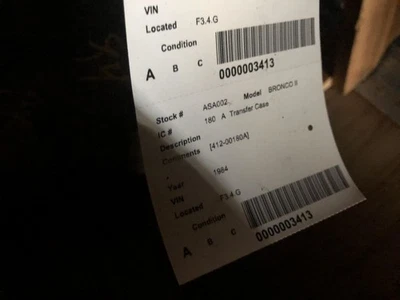 VIN
Located F3.4.G
Condition
A B C 0000003413
Stock # ASA002 Model BRONCO II
IC # 180 A Transfer Case
Description
Comments [412-00180A]
Year 1984
VIN
Located F3.4.G
Condition
A B C 0000003413